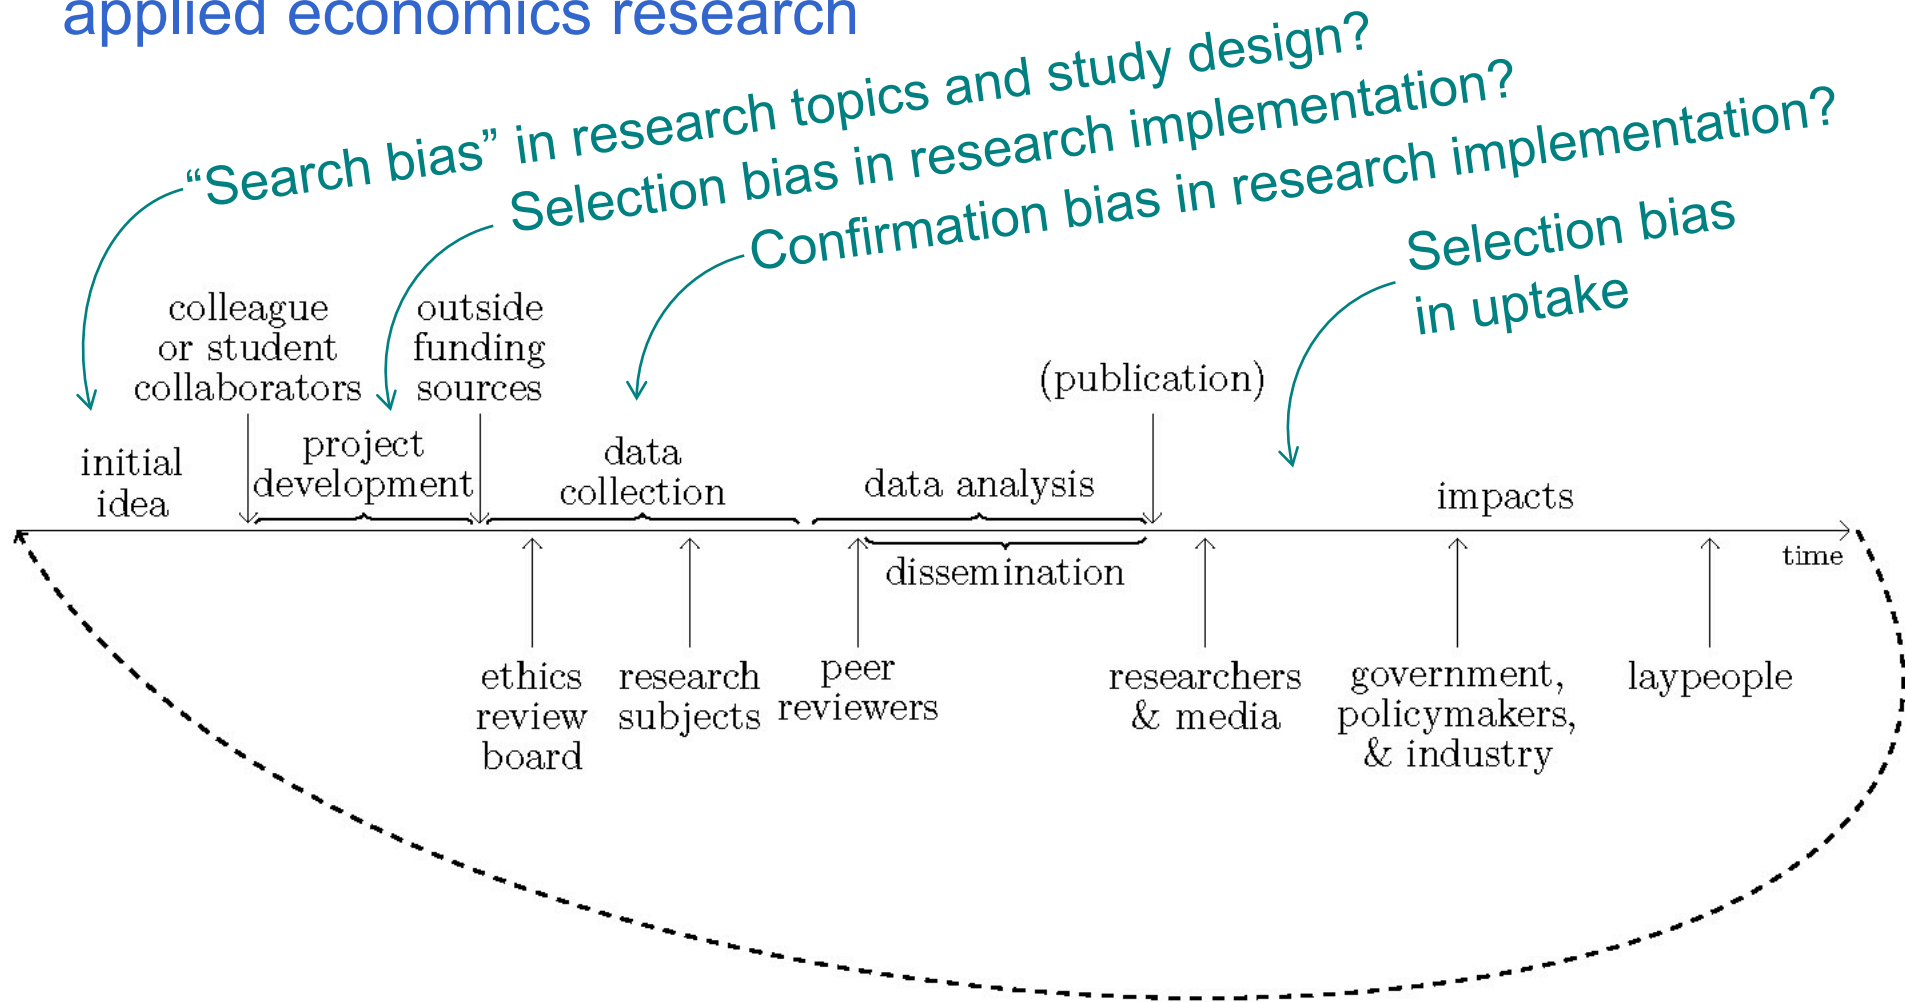 applied economics research
“Search bias” in research topics and study design?
Selection bias in research implementation?
Confirmation bias in research implementation?
Selection bias
in uptake
colleague
or student
collaborators
outside
funding
sources
(publication)
initial
idea
project
development
data
collection
data analysis
impacts
time
dissemination
ethics
review
board
research
subjects
peer
reviewers
researchers
& media
government,
policymakers,
& industry
laypeople